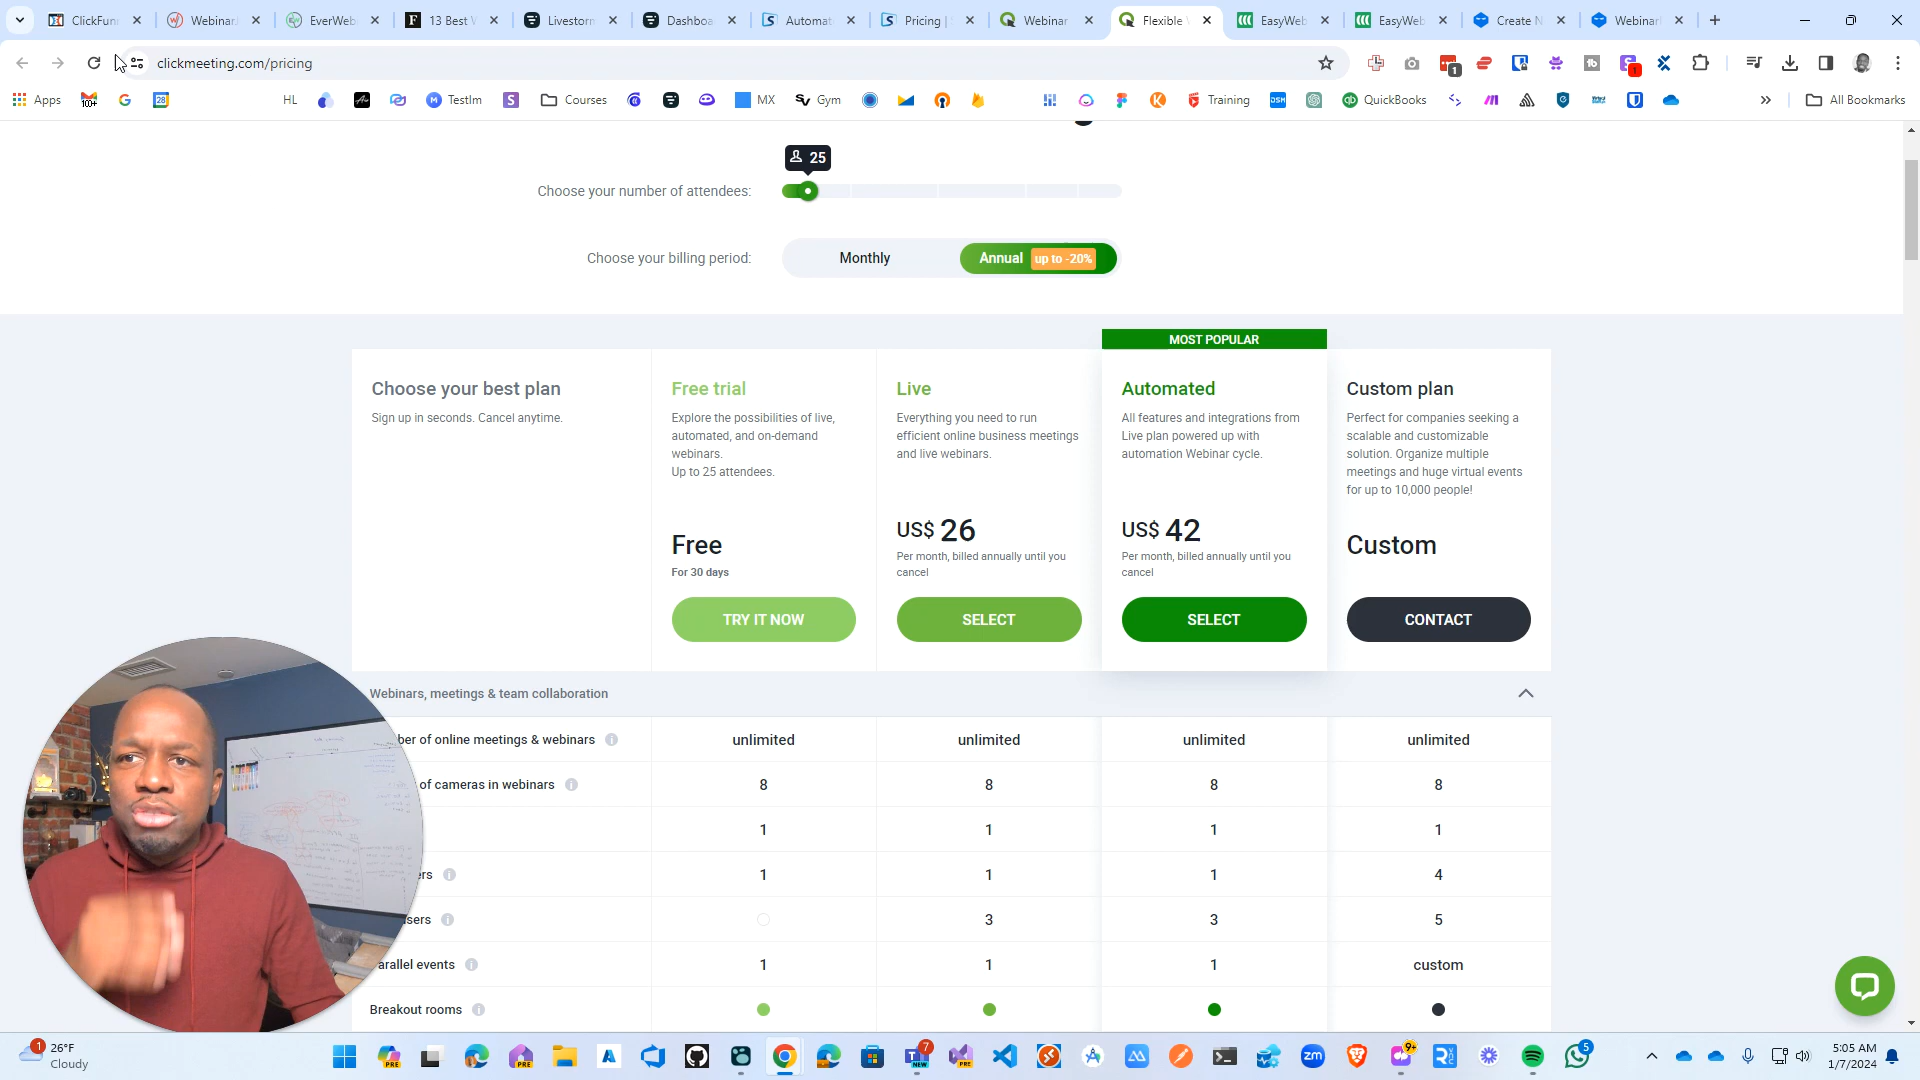 ClickFun
Webinar
EverWeb
13 Best V
Livestorm
Dashboa
Automat
Pricing |
Webinar
Flexible
EasyWeb
EasyWeb
Create N
Webinar
clickmeeting.com/pricing
Apps
HL
TestIm
Courses
MX
Gym
Training
QuickBooks
All Bookmarks
25
Choose your number of attendees:
Choose your billing period:
Monthly
Annual up to -20%
MOST POPULAR
Choose your best plan
Sign up in seconds. Cancel anytime.
Free trial
Explore the possibilities of live,
automated, and on-demand
webinars.
Up to 25 attendees.
Free
For 30 days
TRY IT NOW
Live
Everything you need to run
efficient online business meetings
and live webinars.
US$ 26
Per month, billed annually until you
cancel
SELECT
Automated
All features and integrations from
Live plan powered up with
automation Webinar cycle.
US$ 42
Per month, billed annually until you
cancel
SELECT
Custom plan
Perfect for companies seeking a
scalable and customizable
solution. Organize multiple
meetings and huge virtual events
for up to 10,000 people!
Custom
CONTACT
Webinars, meetings & team collaboration
ber of online meetings & webinars unlimited unlimited unlimited unlimited
of cameras in webinars 8 8 8 8
1 1 1 1
ers 1 1 1 4
sers 3 3 5
arallel events 1 1 1 custom
Breakout rooms
26°F
Cloudy
5:05 AM
1/7/2024